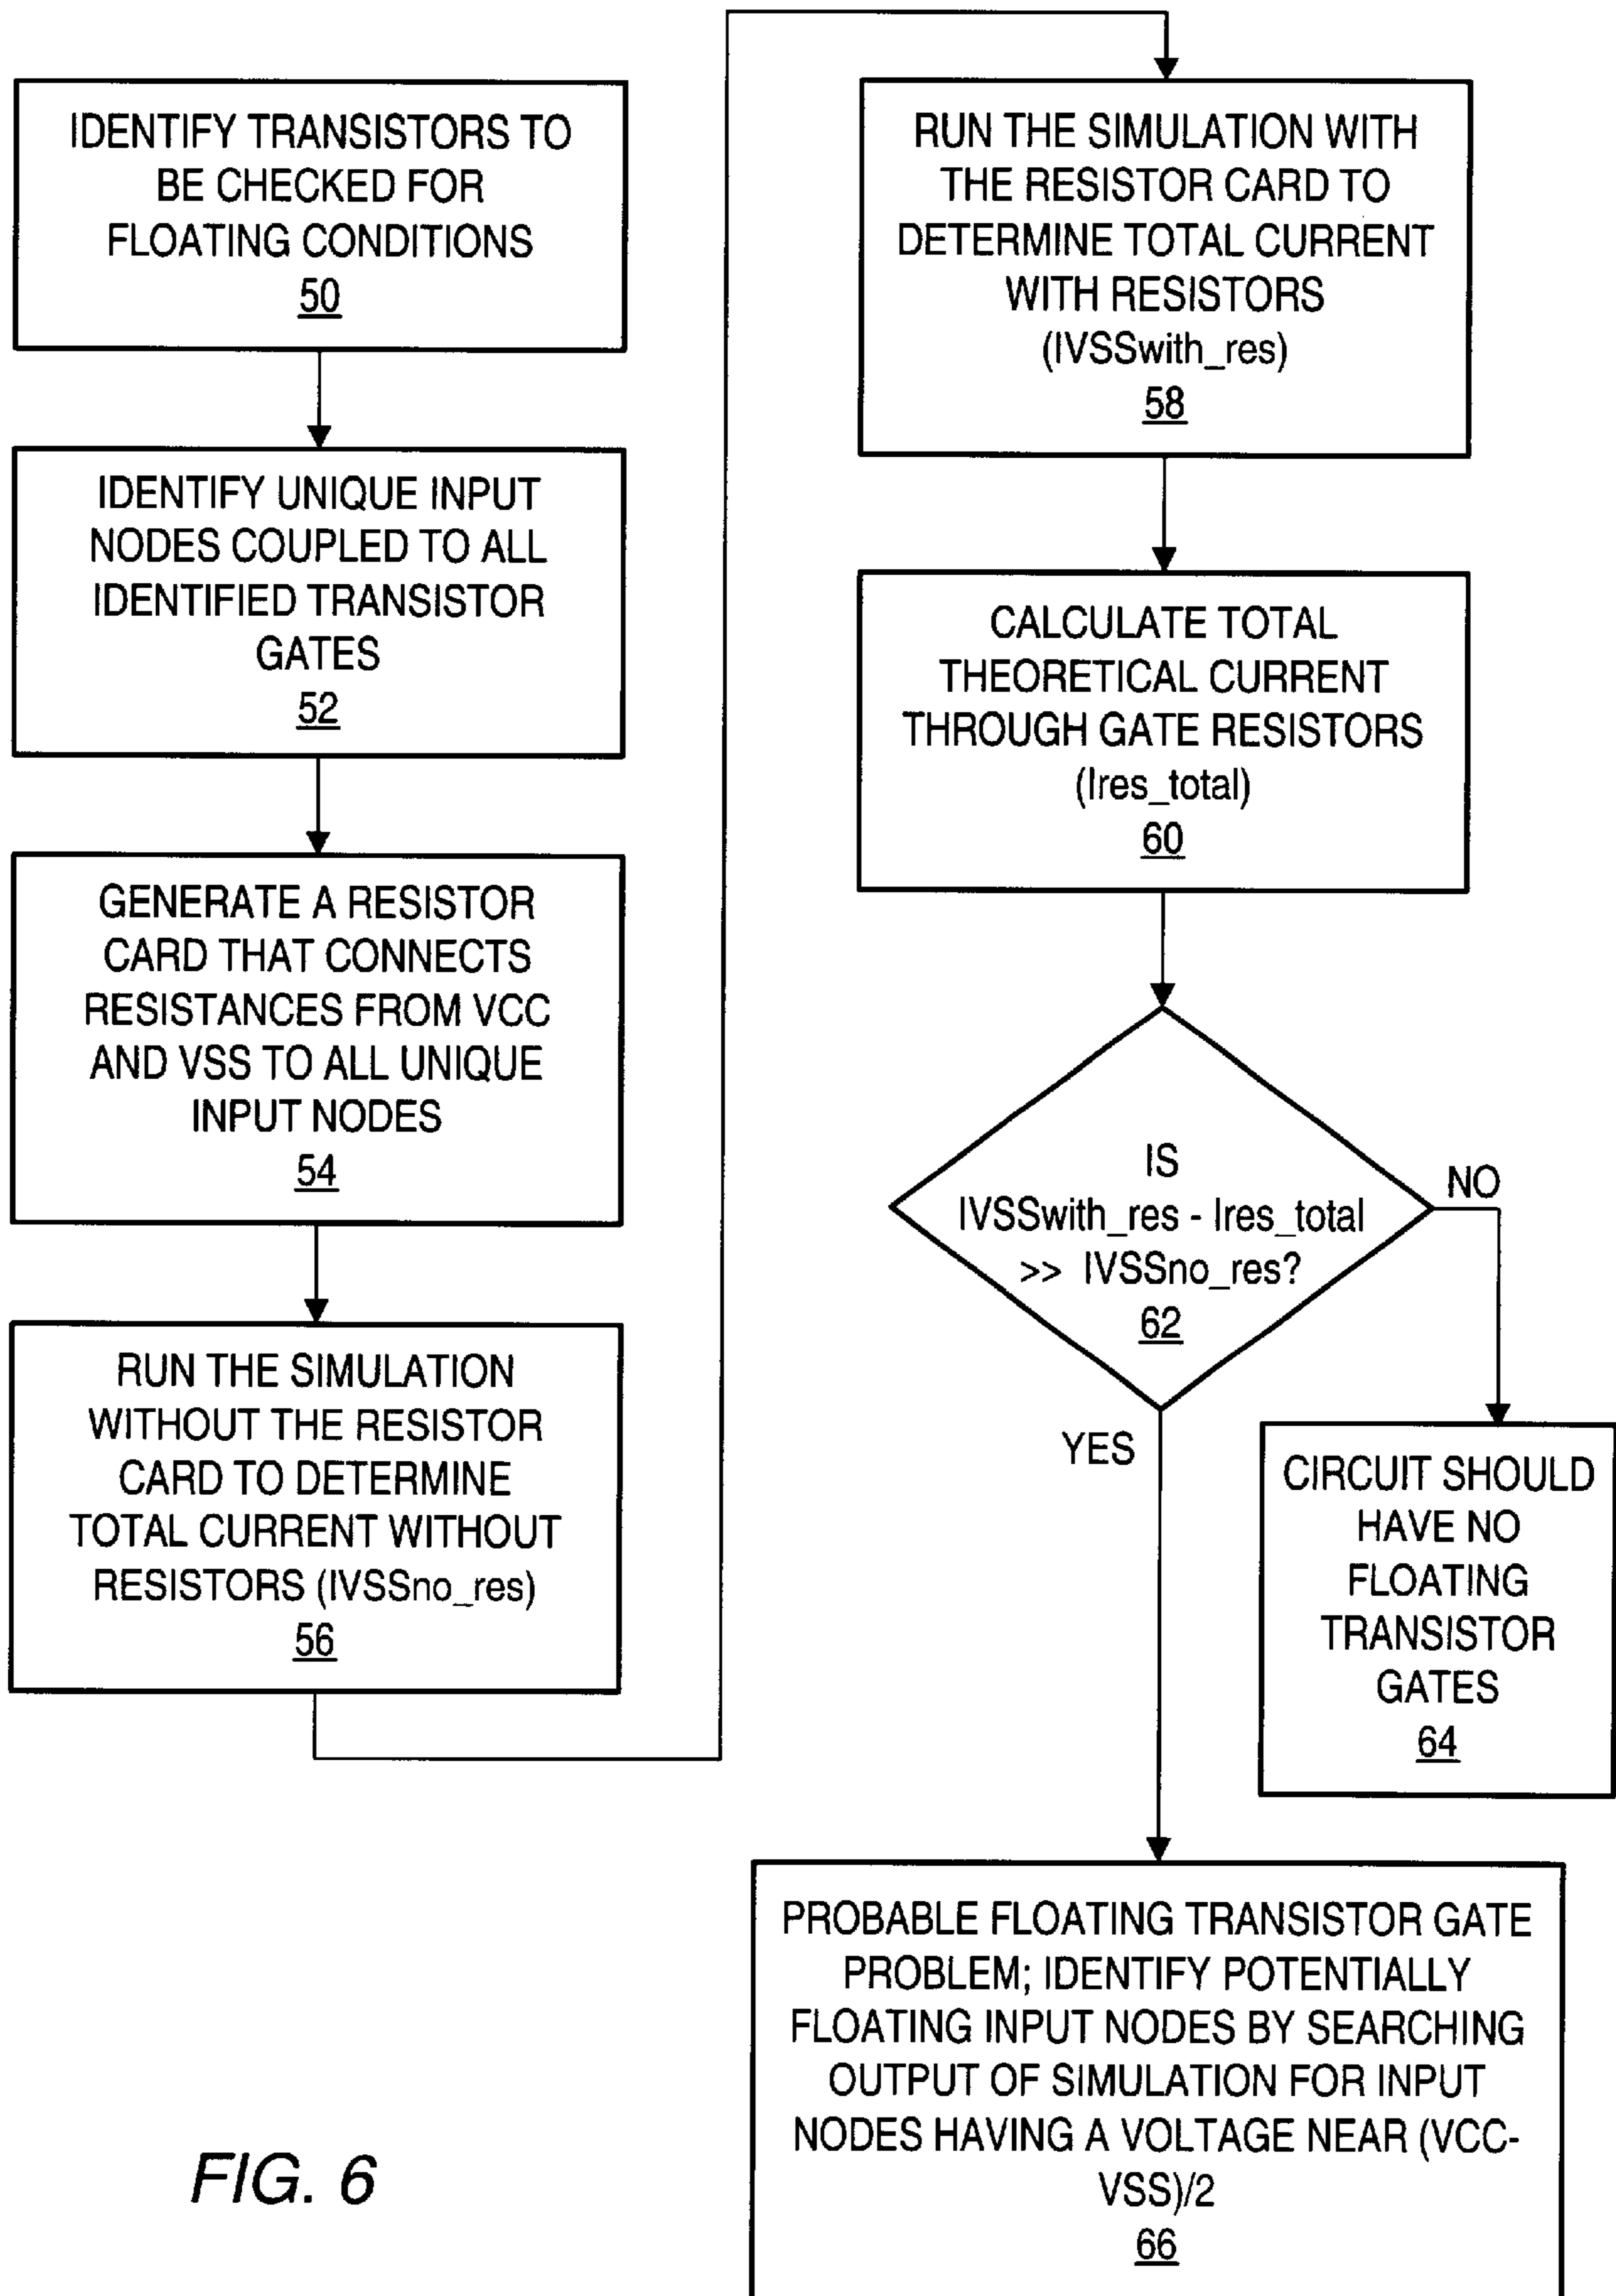 IDENTIFY TRANSISTORS TO
BE CHECKED FOR
FLOATING CONDITIONS
50
IDENTIFY UNIQUE INPUT
NODES COUPLED TO ALL
IDENTIFIED TRANSISTOR
GATES
52
GENERATE A RESISTOR
CARD THAT CONNECTS
RESISTANCES FROM VCC
AND VSS TO ALL UNIQUE
INPUT NODES
54
RUN THE SIMULATION
WITHOUT THE RESISTOR
CARD TO DETERMINE
TOTAL CURRENT WITHOUT
RESISTORS (IVSSno_res)
56
RUN THE SIMULATION WITH
THE RESISTOR CARD TO
DETERMINE TOTAL CURRENT
WITH RESISTORS
(IVSSwith_res)
58
CALCULATE TOTAL
THEORETICAL CURRENT
THROUGH GATE RESISTORS
(Ires_total)
60
IS
IVSSwith_res - Ires_total
>> IVSSno_res?
62
NO
YES
CIRCUIT SHOULD
HAVE NO
FLOATING
TRANSISTOR
GATES
64
PROBABLE FLOATING TRANSISTOR GATE
PROBLEM; IDENTIFY POTENTIALLY
FLOATING INPUT NODES BY SEARCHING
OUTPUT OF SIMULATION FOR INPUT
NODES HAVING A VOLTAGE NEAR (VCC-
VSS)/2
66
FIG. 6